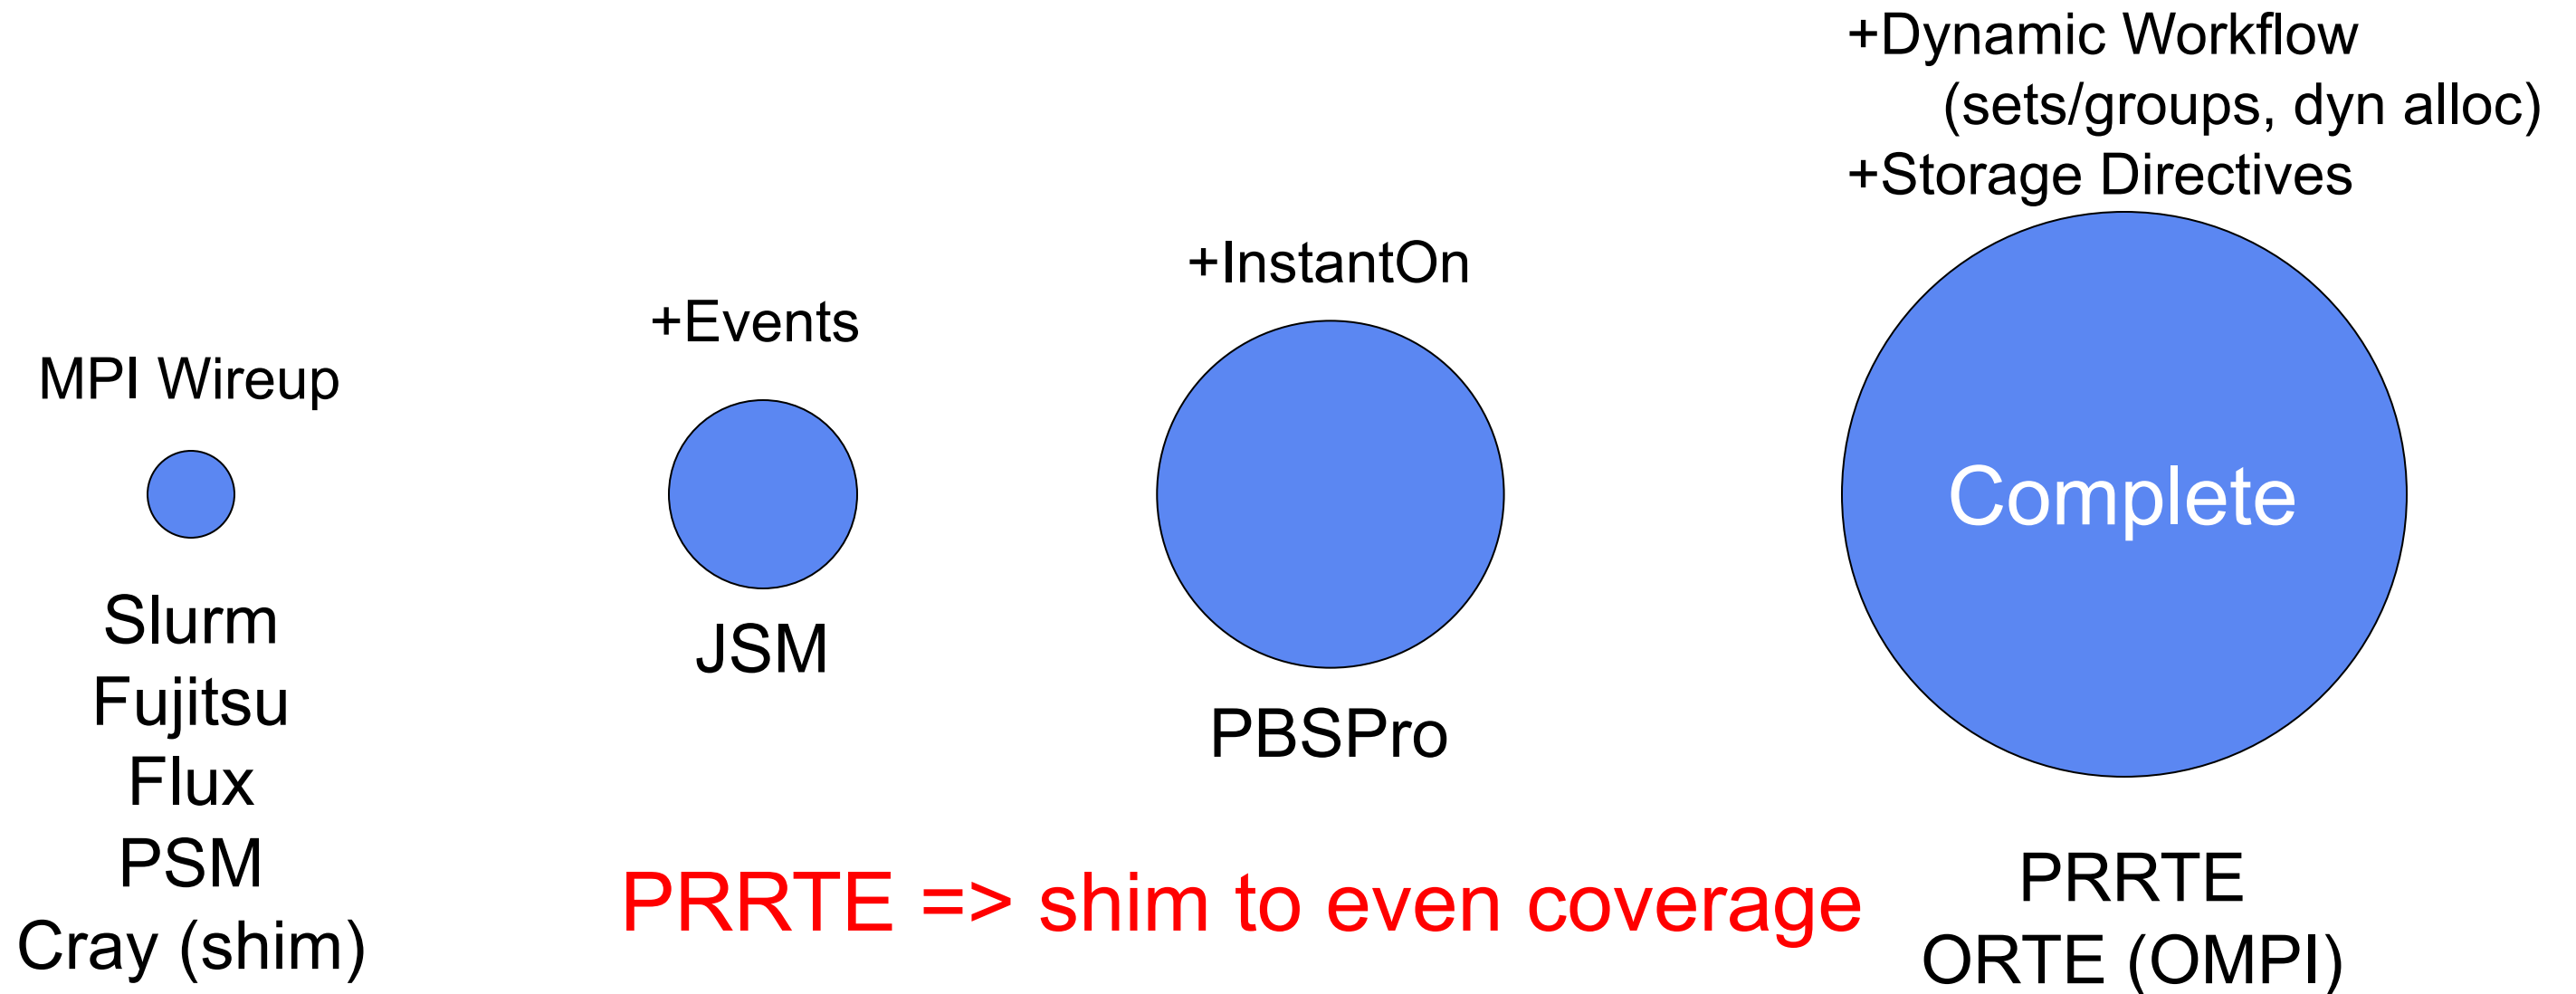 MPI Wireup
Slurm
Fujitsu
Flux
PSM
Cray (shim)
+Events
JSM
+InstantOn
PBSPro
+Dynamic Workflow
(sets/groups, dyn alloc)
+Storage Directives
Complete
PRRTE
ORTE (OMPI)
PRRTE => shim to even coverage